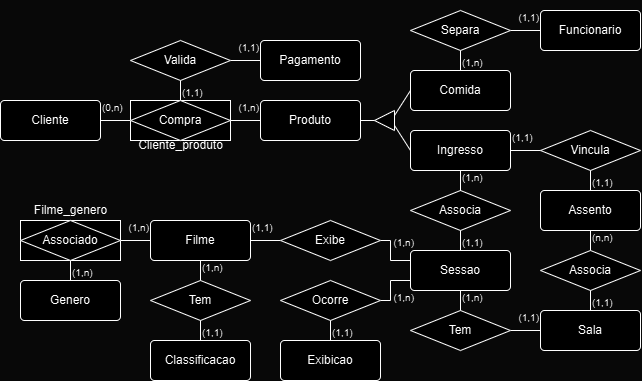 Separa
(1,1)
Funcionario
Valida
(1,1)
Pagamento
(1,n)
Comida
(1,1)
Cliente
(0,n)
Compra
(1,n)
Produto
Cliente_produto
Ingresso
(1,1)
Vincula
(1,n)
(1,1)
Filme_genero
Associa
Assento
Associado
(1,n)
Filme
(1,1)
Exibe
(1,n)
(1,1)
(n,n)
(1,n)
(1,n)
Sessao
Associa
Genero
Tem
Ocorre
(1,n)
(1,n)
(1,1)
(1,1)
(1,1)
Tem
(1,1)
Sala
Classificacao
Exibicao